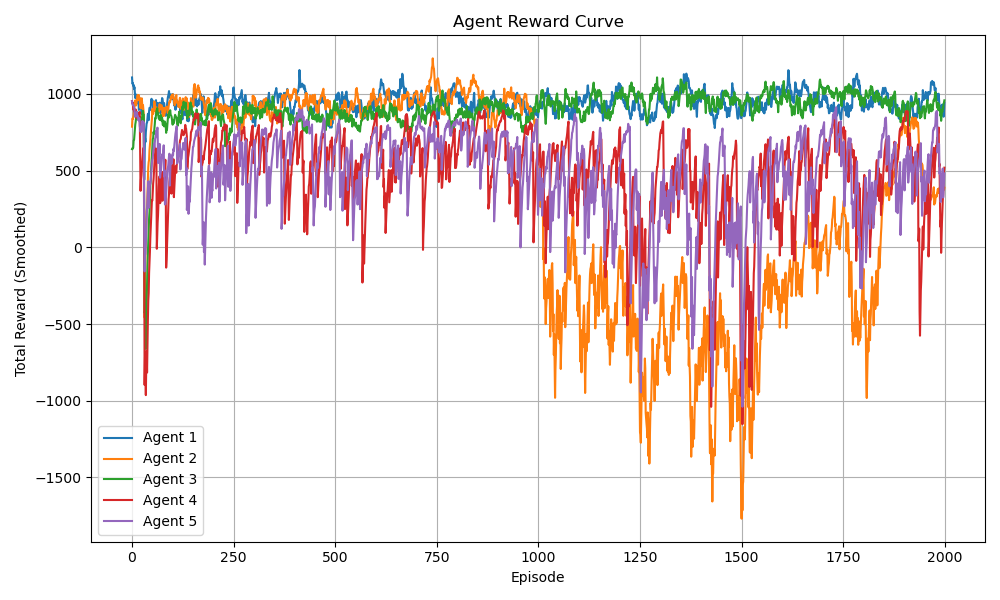 Agent Reward Curve
Total Reward (Smoothed)
1000
500
0
−500
−1000
−1500
Agent 1
Agent 2
Agent 3
Agent 4
Agent 5
0 250 500 750 1000 1250 1500 1750 2000
Episode